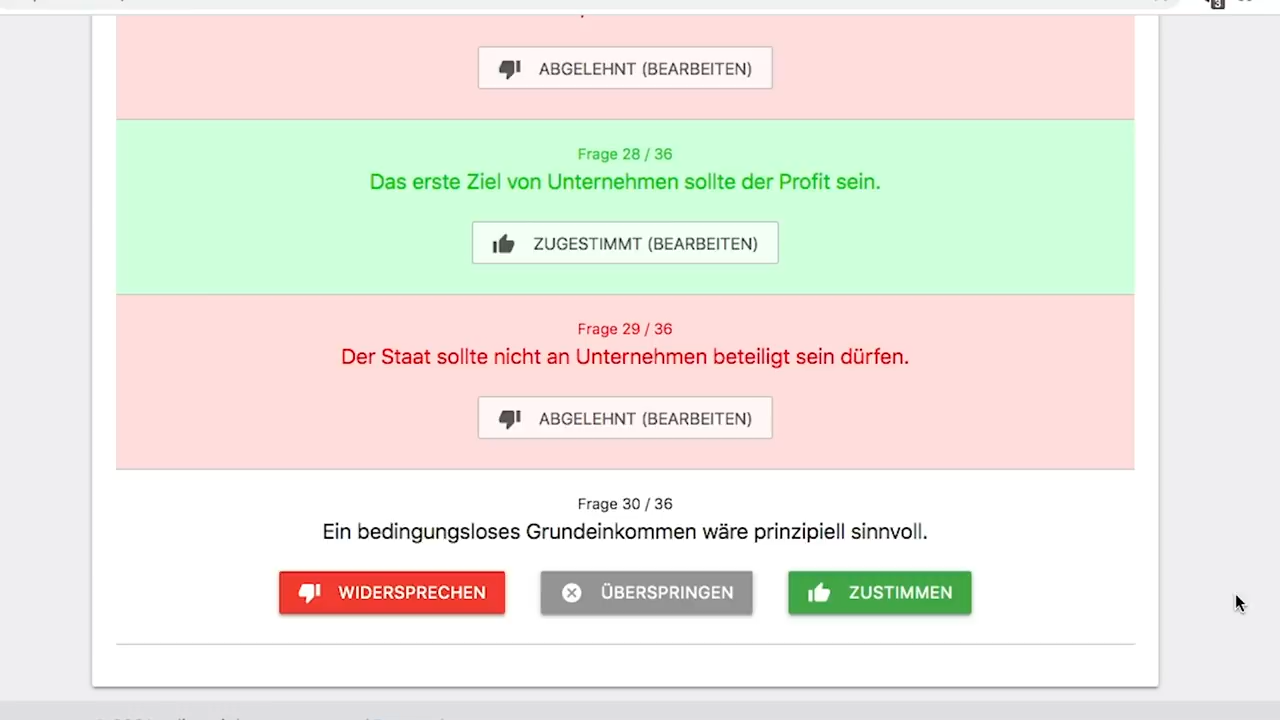 3
ABGELEHNT (BEARBEITEN)
Frage 28 / 36
Das erste Ziel von Unternehmen sollte der Profit sein.
ZUGESTIMMT (BEARBEITEN)
Frage 29 / 36
Der Staat sollte nicht an Unternehmen beteiligt sein dürfen.
ABGELEHNT (BEARBEITEN)
Frage 30 / 36
Ein bedingungsloses Grundeinkommen wäre prinzipiell sinnvoll.
WIDERSPRECHEN
ÜBERSPRINGEN
ZUSTIMMEN